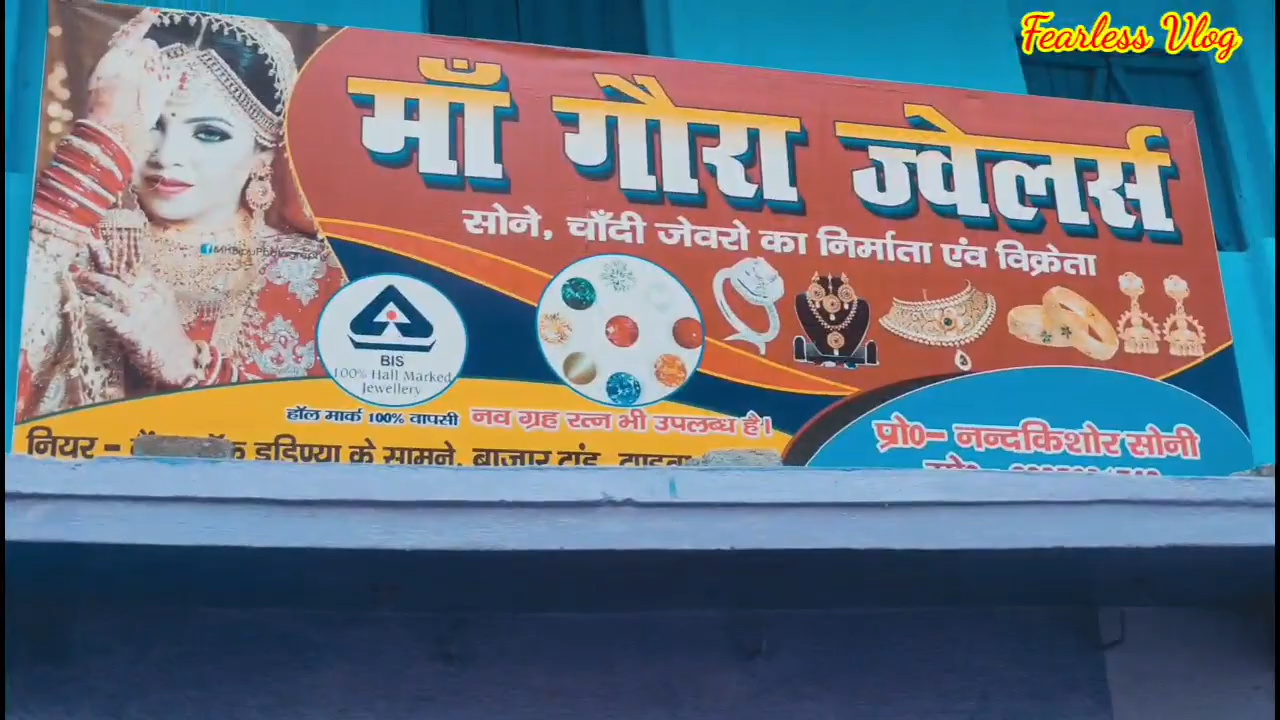 Fearless Vlog
माँ गौरा ज्वेलर्स
सोने, चाँदी जेवरो का निर्माता एंव विक्रेता
BIS
100% Hall Marked
Jewellery
हॉल मार्क 100% वापसी
नव ग्रह रत्न भी उपलब्ध है।
नियर – के सामने, बाजार टांड़,
प्रो०– नन्दकिशोर सोनी